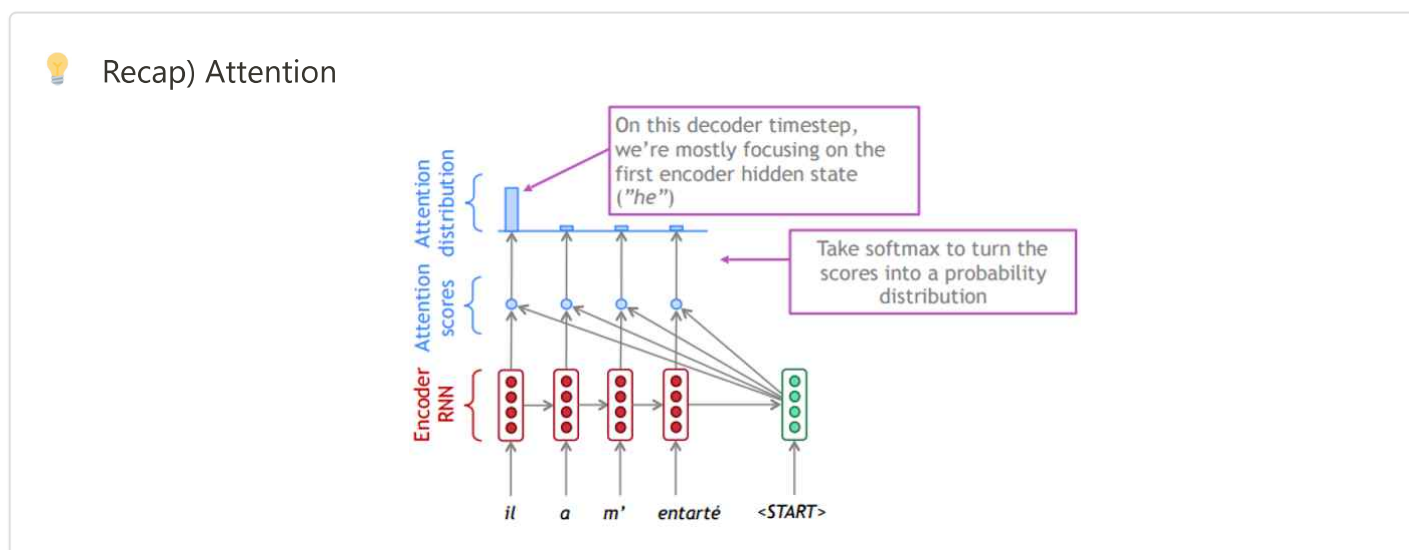 Recap) Attention
On this decoder timestep,
we're mostly focusing on the
first encoder hidden state
("he")
Attention
distribution
Take softmax to turn the
scores into a probability
distribution
Attention
scores
Encoder
RNN
il a m' entarté <START>